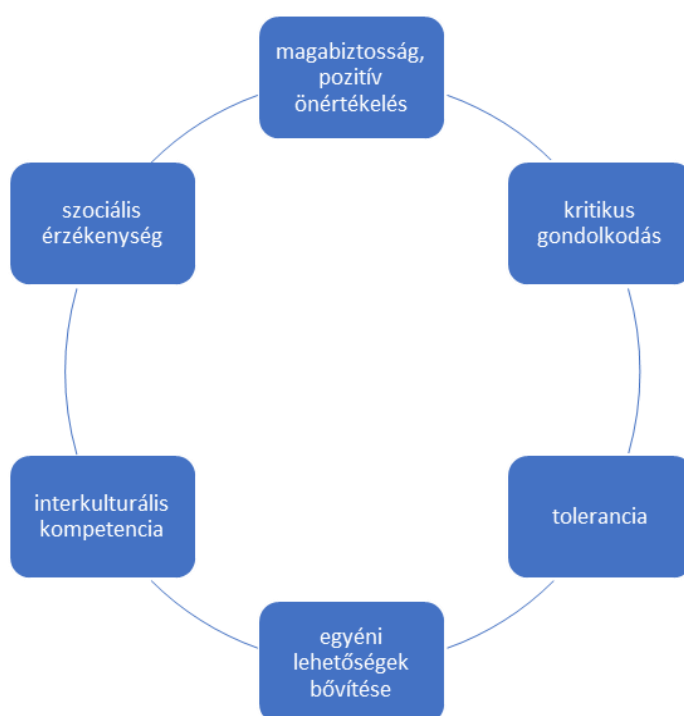 magabiztosság,
pozitív
önértékelés
kritikus
gondolkodás
tolerancia
egyéni
lehetőségek
bővítése
interkulturális
kompetencia
szociális
érzékenység